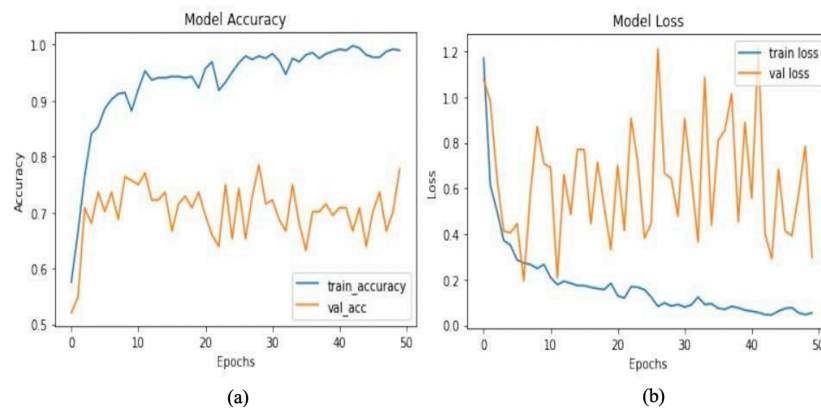 Model Accuracy
1.0
0.9
0.8
0.7
0.6
0.5
Accuracy
0 10 20 30 40 50
Epochs
train_accuracy
val_acc
(a)
Model Loss
1.2
1.0
0.8
0.6
0.4
0.2
0.0
Loss
0 10 20 30 40 50
Epochs
train loss
val loss
(b)